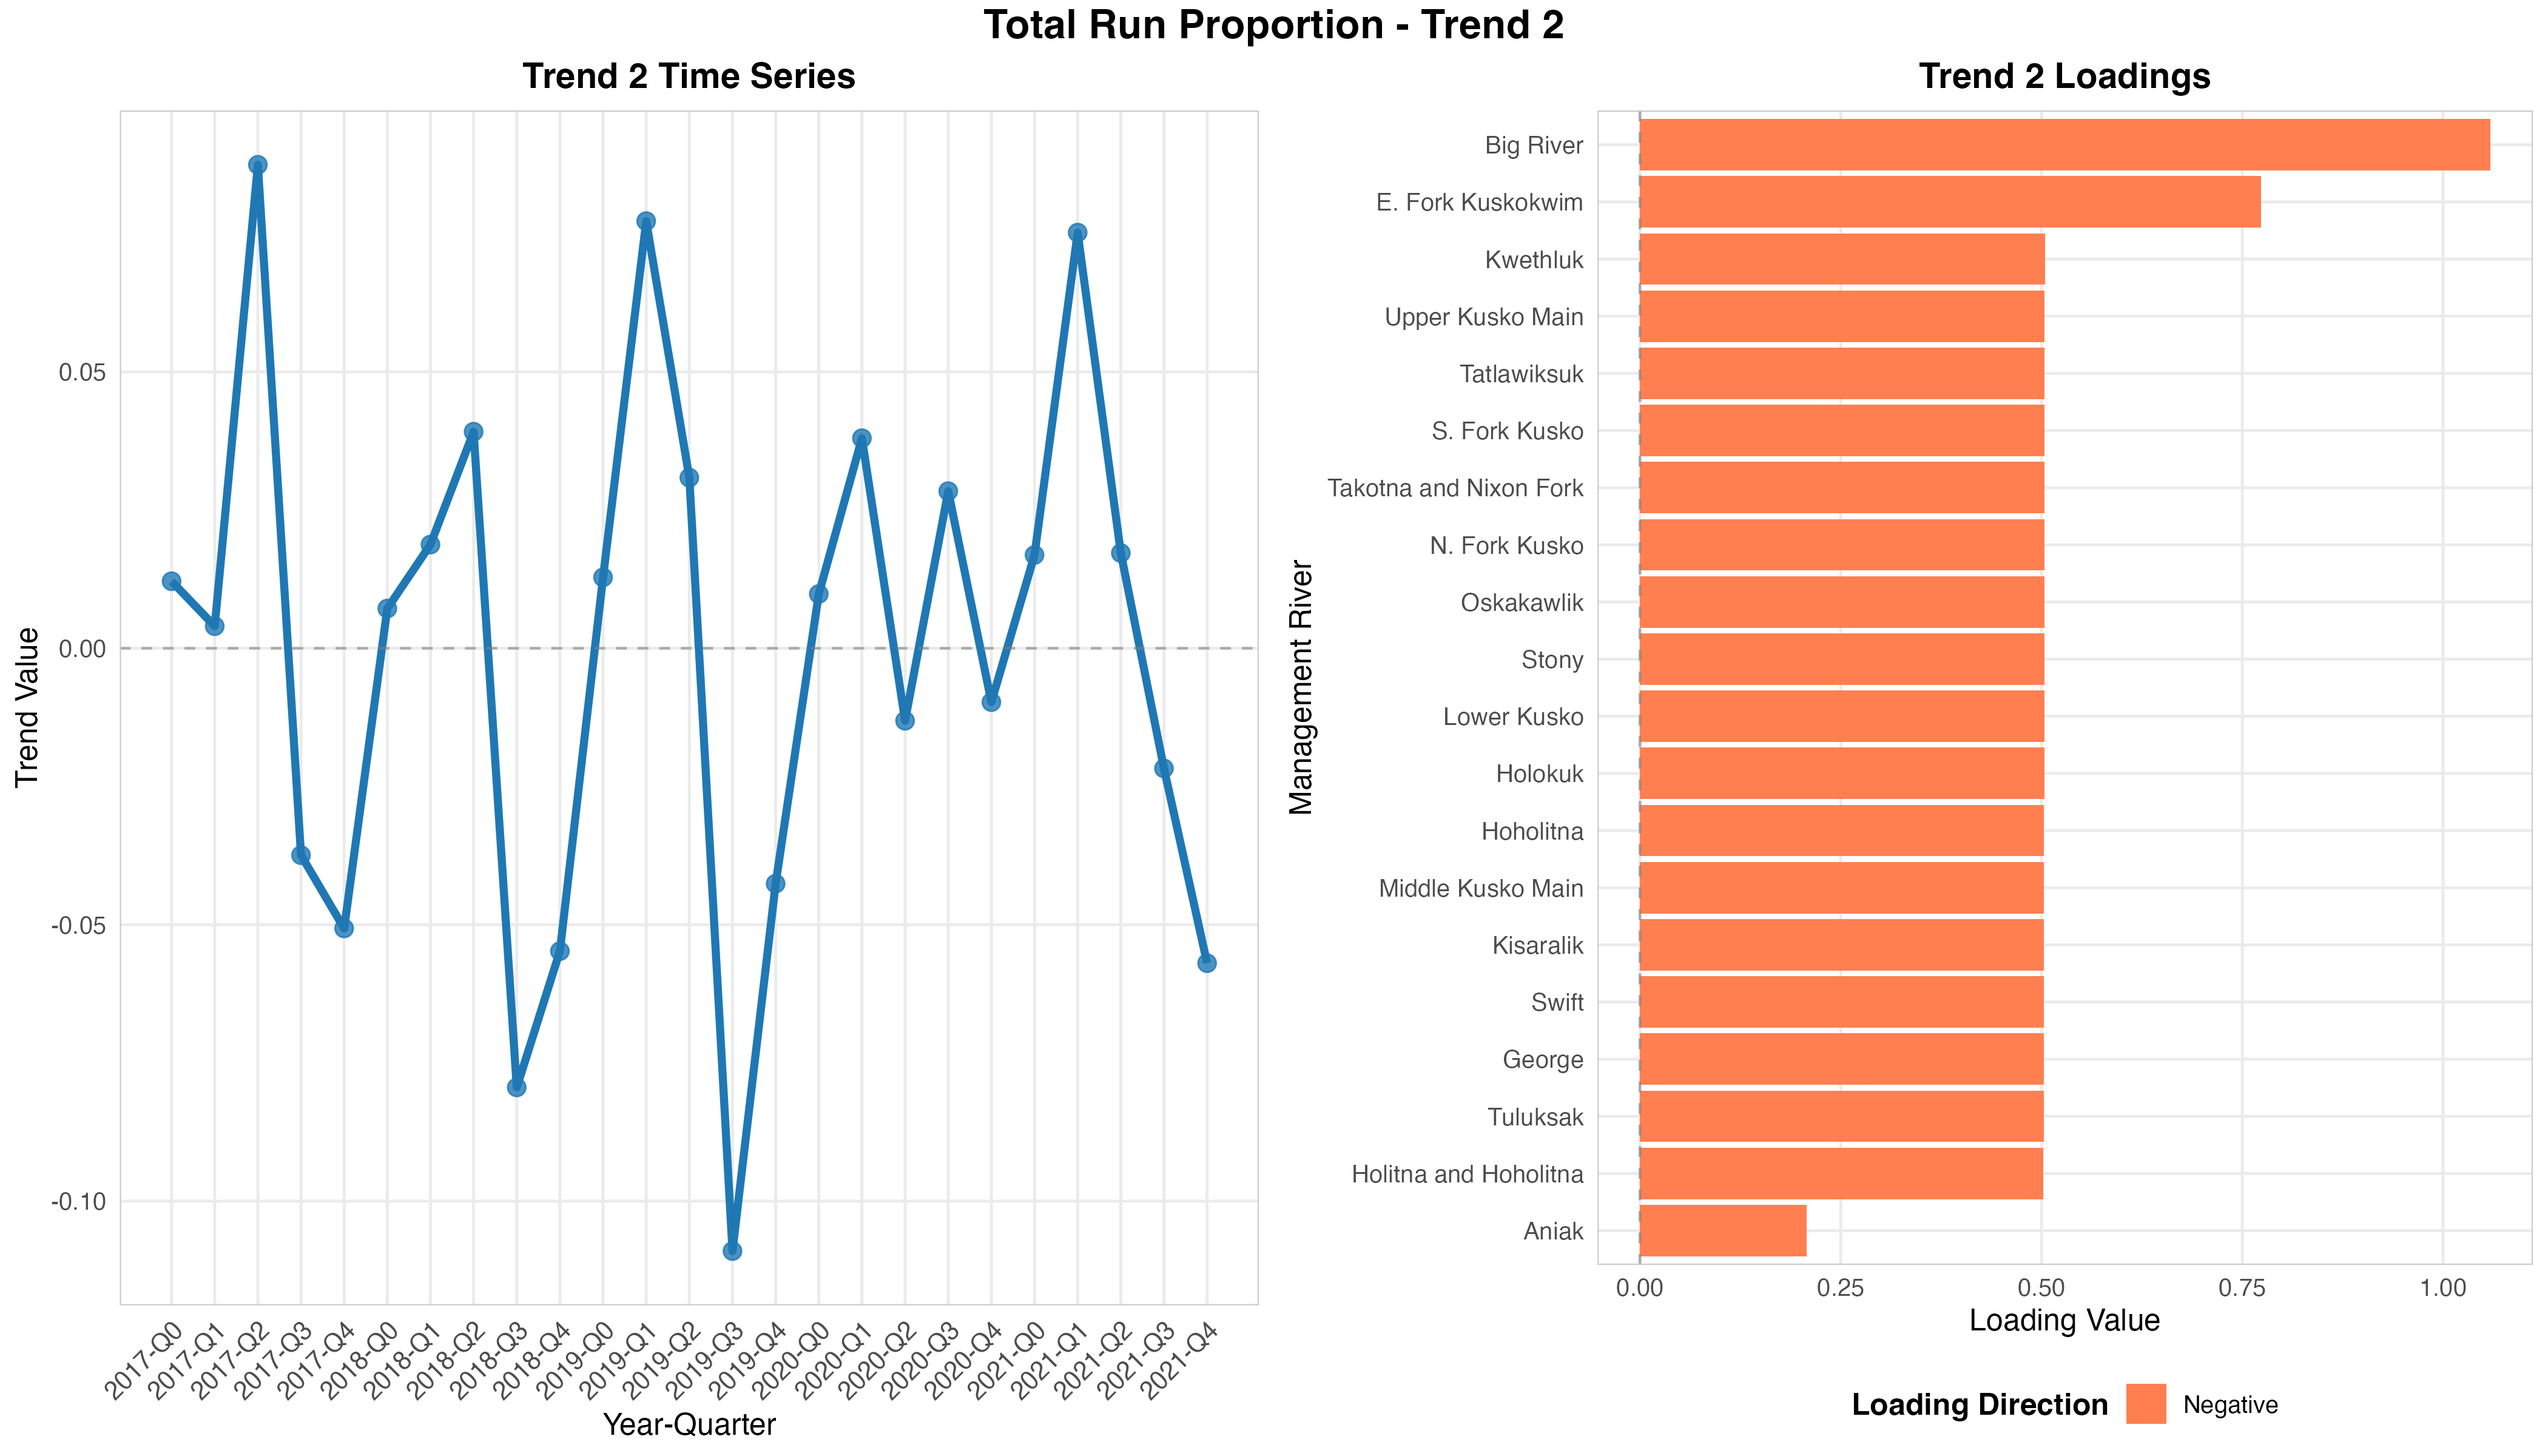 Total Run Proportion - Trend 2
Trend 2 Time Series
Trend Value
0.05
0.00
-0.05
-0.10
2017-Q0
2017-Q1
2017-Q2
2017-Q3
2017-Q4
2018-Q0
2018-Q1
2018-Q2
2018-Q3
2018-Q4
2019-Q0
2019-Q1
2019-Q2
2019-Q3
2019-Q4
2020-Q0
2020-Q1
2020-Q2
2020-Q3
2020-Q4
2021-Q0
2021-Q1
2021-Q2
2021-Q3
2021-Q4
Year-Quarter
Trend 2 Loadings
Management River
Big River
E. Fork Kuskokwim
Kwethluk
Upper Kusko Main
Tatlawiksuk
S. Fork Kusko
Takotna and Nixon Fork
N. Fork Kusko
Oskakawlik
Stony
Lower Kusko
Holokuk
Hoholitna
Middle Kusko Main
Kisaralik
Swift
George
Tuluksak
Holitna and Hoholitna
Aniak
0.00
0.25
0.50
0.75
1.00
Loading Value
Loading Direction
Negative